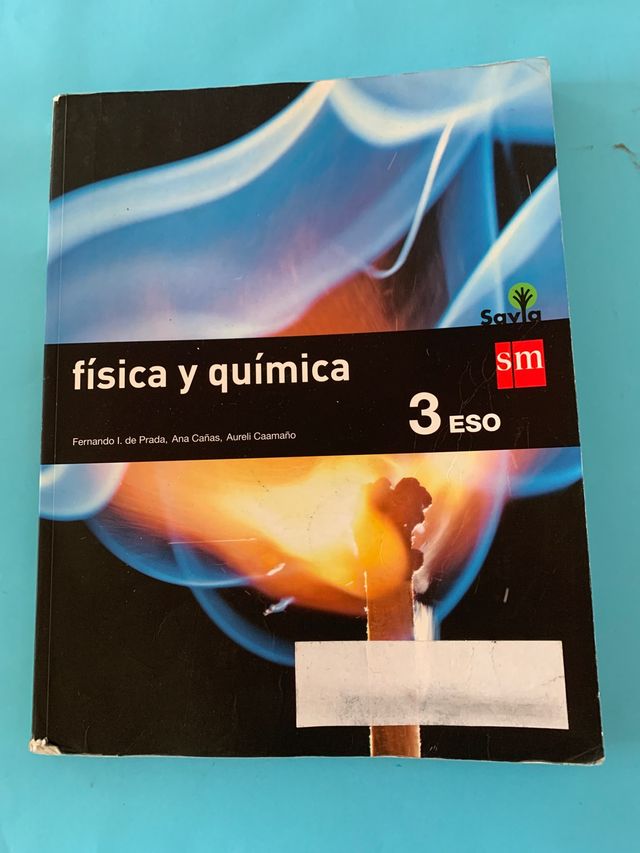 Savia
sm
física y química
3 ESO
Fernando I. de Prada, Ana Cañas, Aureli Caamaño